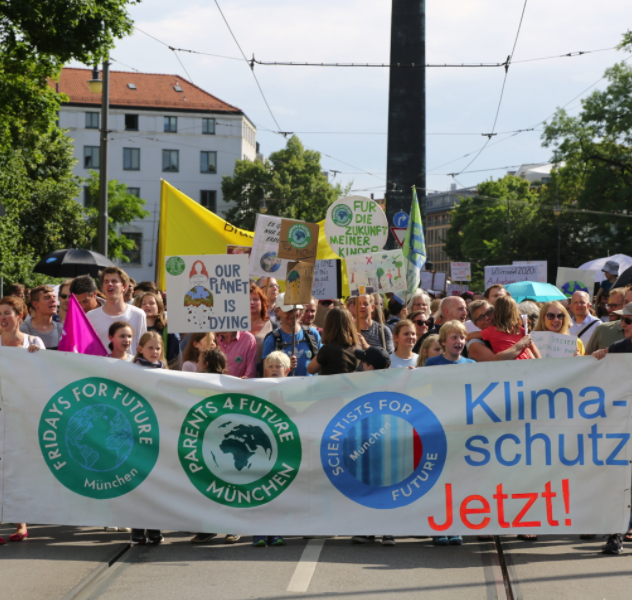 FÜR
DIE
ZUKUNFT
MEINER
KINDER
OUR
PLANET
IS
DYING
FRIDAYS FOR FUTURE
München
PARENTS 4 FUTURE
MÜNCHEN
SCIENTISTS FOR
München
FUTURE
Klima-
schutz
Jetzt!